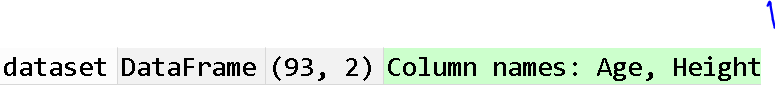 dataset DataFrame (93, 2) Column names: Age, Height